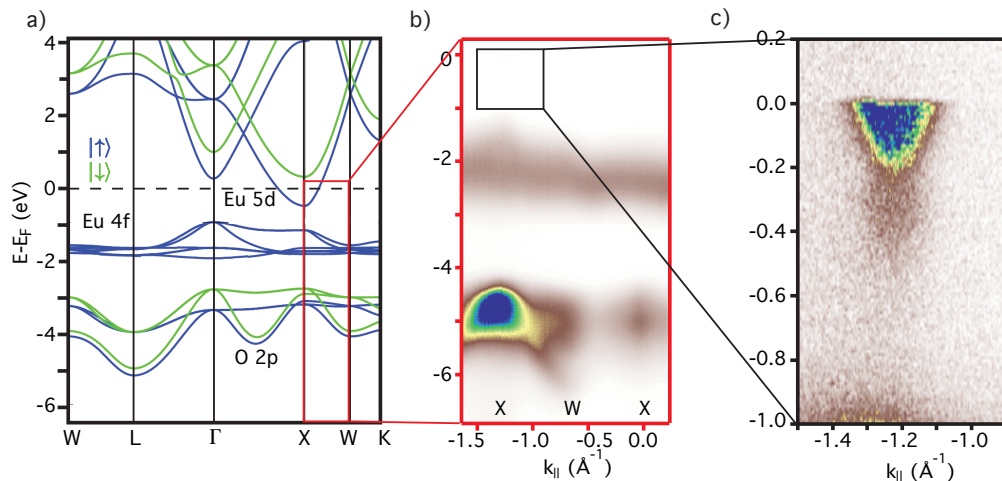 a)
4
2
0
-2
-4
-6
E-E_F (eV)
|↑⟩
|↓⟩
Eu 4f
Eu 5d
O 2p
W L Γ X W K
b)
0
-2
-4
-6
X W X
-1.5 -1.0 -0.5 0.0
k_|| (Å⁻¹)
c)
0.2
0.0
-0.2
-0.4
-0.6
-0.8
-1.0
-1.4 -1.2 -1.0
k_|| (Å⁻¹)